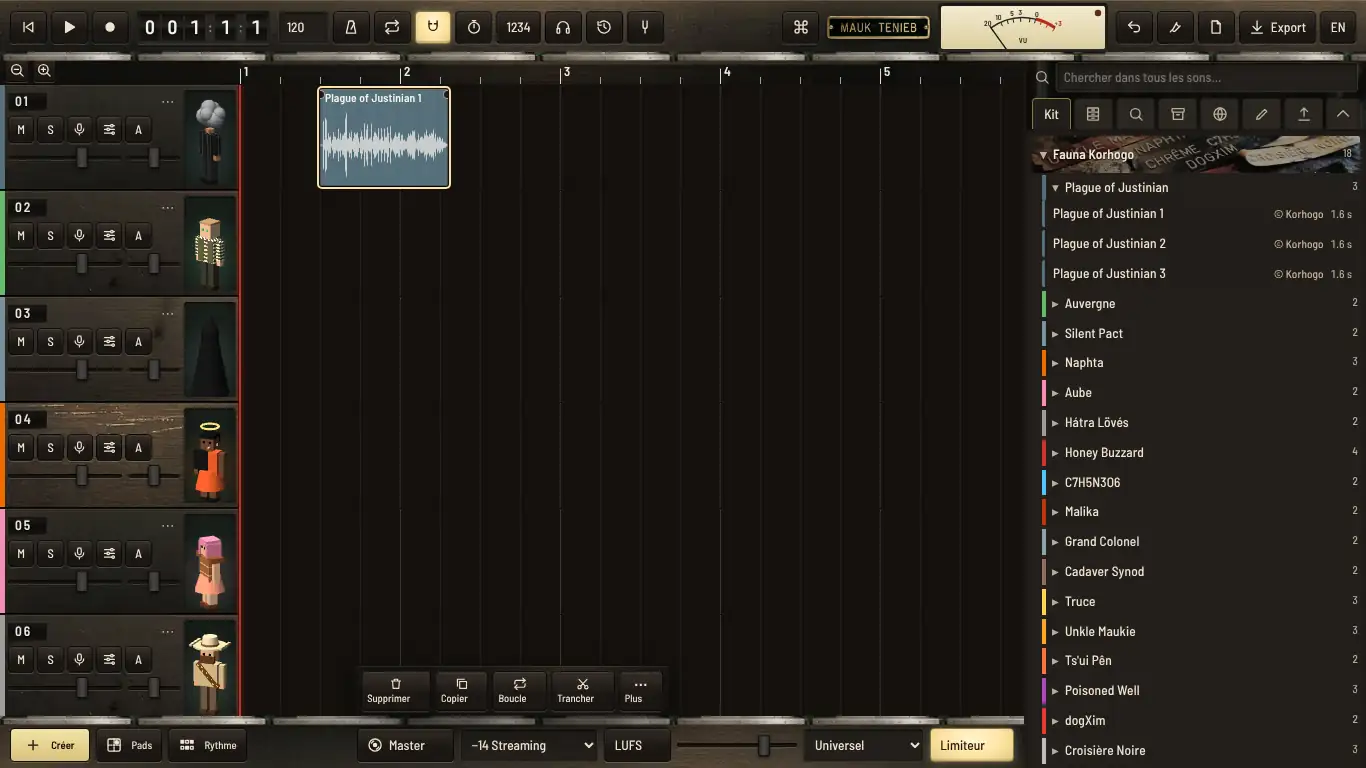 001:1:1
120
1234
MAUK TENIEB
20 10 5 3 0 +3
VU
Export
EN
Chercher dans tous les sons...
1 2 3 4 5
Kit
Fauna Korhogo 18
Plague of Justinian 3
Plague of Justinian 1 © Korhogo 1.6 s
Plague of Justinian 2 © Korhogo 1.6 s
Plague of Justinian 3 © Korhogo 1.6 s
Auvergne 2
Silent Pact 2
Naphta 3
Aube 2
Hátra Lövés 2
Honey Buzzard 4
C7H5N3O6 2
Malika 2
Grand Colonel 2
Cadaver Synod 2
Truce 3
Unkle Maukie 3
Ts'ui Pên 2
Poisoned Well 3
dogXim 2
Croisière Noire 3
01
M S A
02
M S A
03
M S A
04
M S A
05
M S A
06
M S A
Plague of Justinian 1
Supprimer
Copier
Boucle
Trancher
Plus
Créer
Pads
Rythme
Master
−14 Streaming
LUFS
Universel
Limiteur